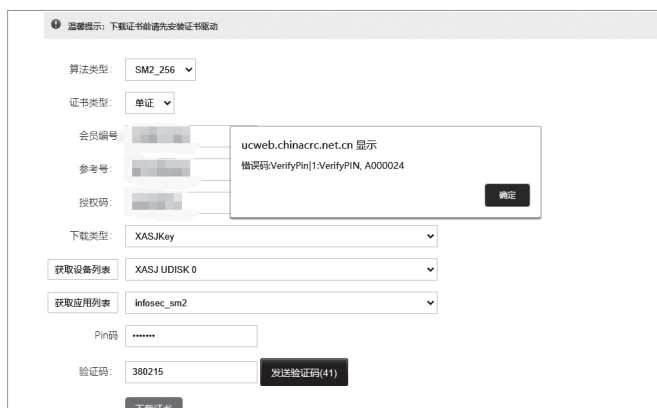 温馨提示：下载证书前请先安装证书驱动
算法类型： SM2_256
证书类型： 单证
会员编号
ucweb.chinacrc.net.cn 显示
错误码:VerifyPin|1:VerifyPIN, A000024
参考号：
确定
授权码：
下载类型： XASJKey
获取设备列表 XASJ UDISK 0
获取应用列表 infosec_sm2
Pin码 •••••••
验证码： 380215 发送验证码(41)
下载证书